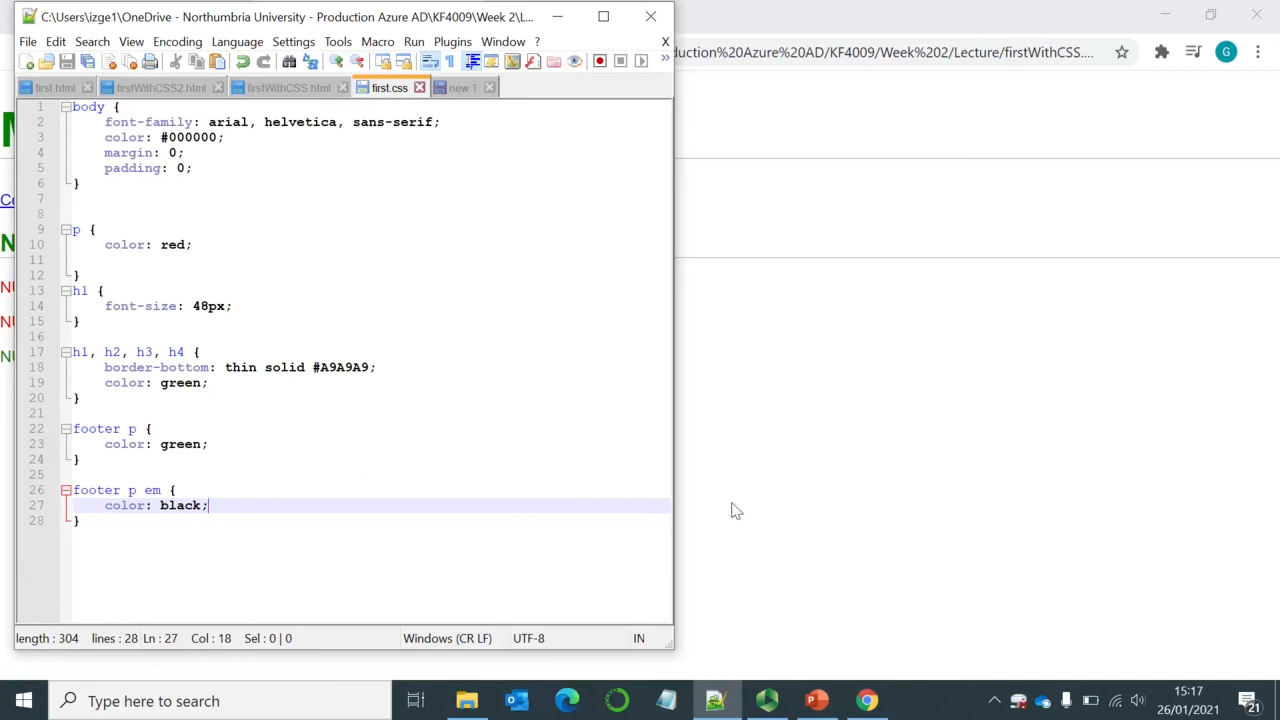 C:\Users\izge1\OneDrive - Northumbria University - Production Azure AD\KF4009\Week 2\L...
File Edit Search View Encoding Language Settings Tools Macro Run Plugins Window ? X
»
duction%20Azure%20AD/KF4009/Week%202/Lecture/firstWithCSS....
G
first.html firstWithCSS2.html firstWithCSS.html first.css new 1
1 body {
2 font-family: arial, helvetica, sans-serif;
3 color: #000000;
4 margin: 0;
5 padding: 0;
6 }
7
8
9 p {
10 color: red;
11
12 }
13 h1 {
14 font-size: 48px;
15 }
16
17 h1, h2, h3, h4 {
18 border-bottom: thin solid #A9A9A9;
19 color: green;
20 }
21
22 footer p {
23 color: green;
24 }
25
26 footer p em {
27 color: black;
28 }
M
Co
N
NU
NU
NU
length : 304 lines : 28 Ln : 27 Col : 18 Sel : 0 | 0 Windows (CR LF) UTF-8 IN
Type here to search
15:17
26/01/2021
21